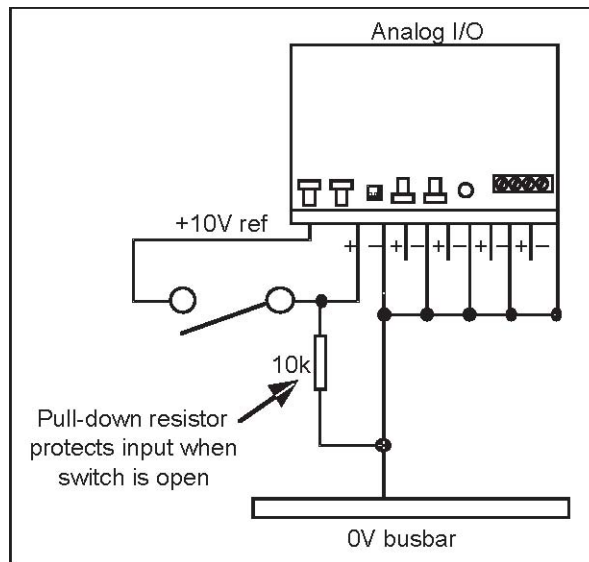 Analog I/O
+10V ref
+ − + − + − + − + −
10k
Pull-down resistor
protects input when
switch is open
0V busbar